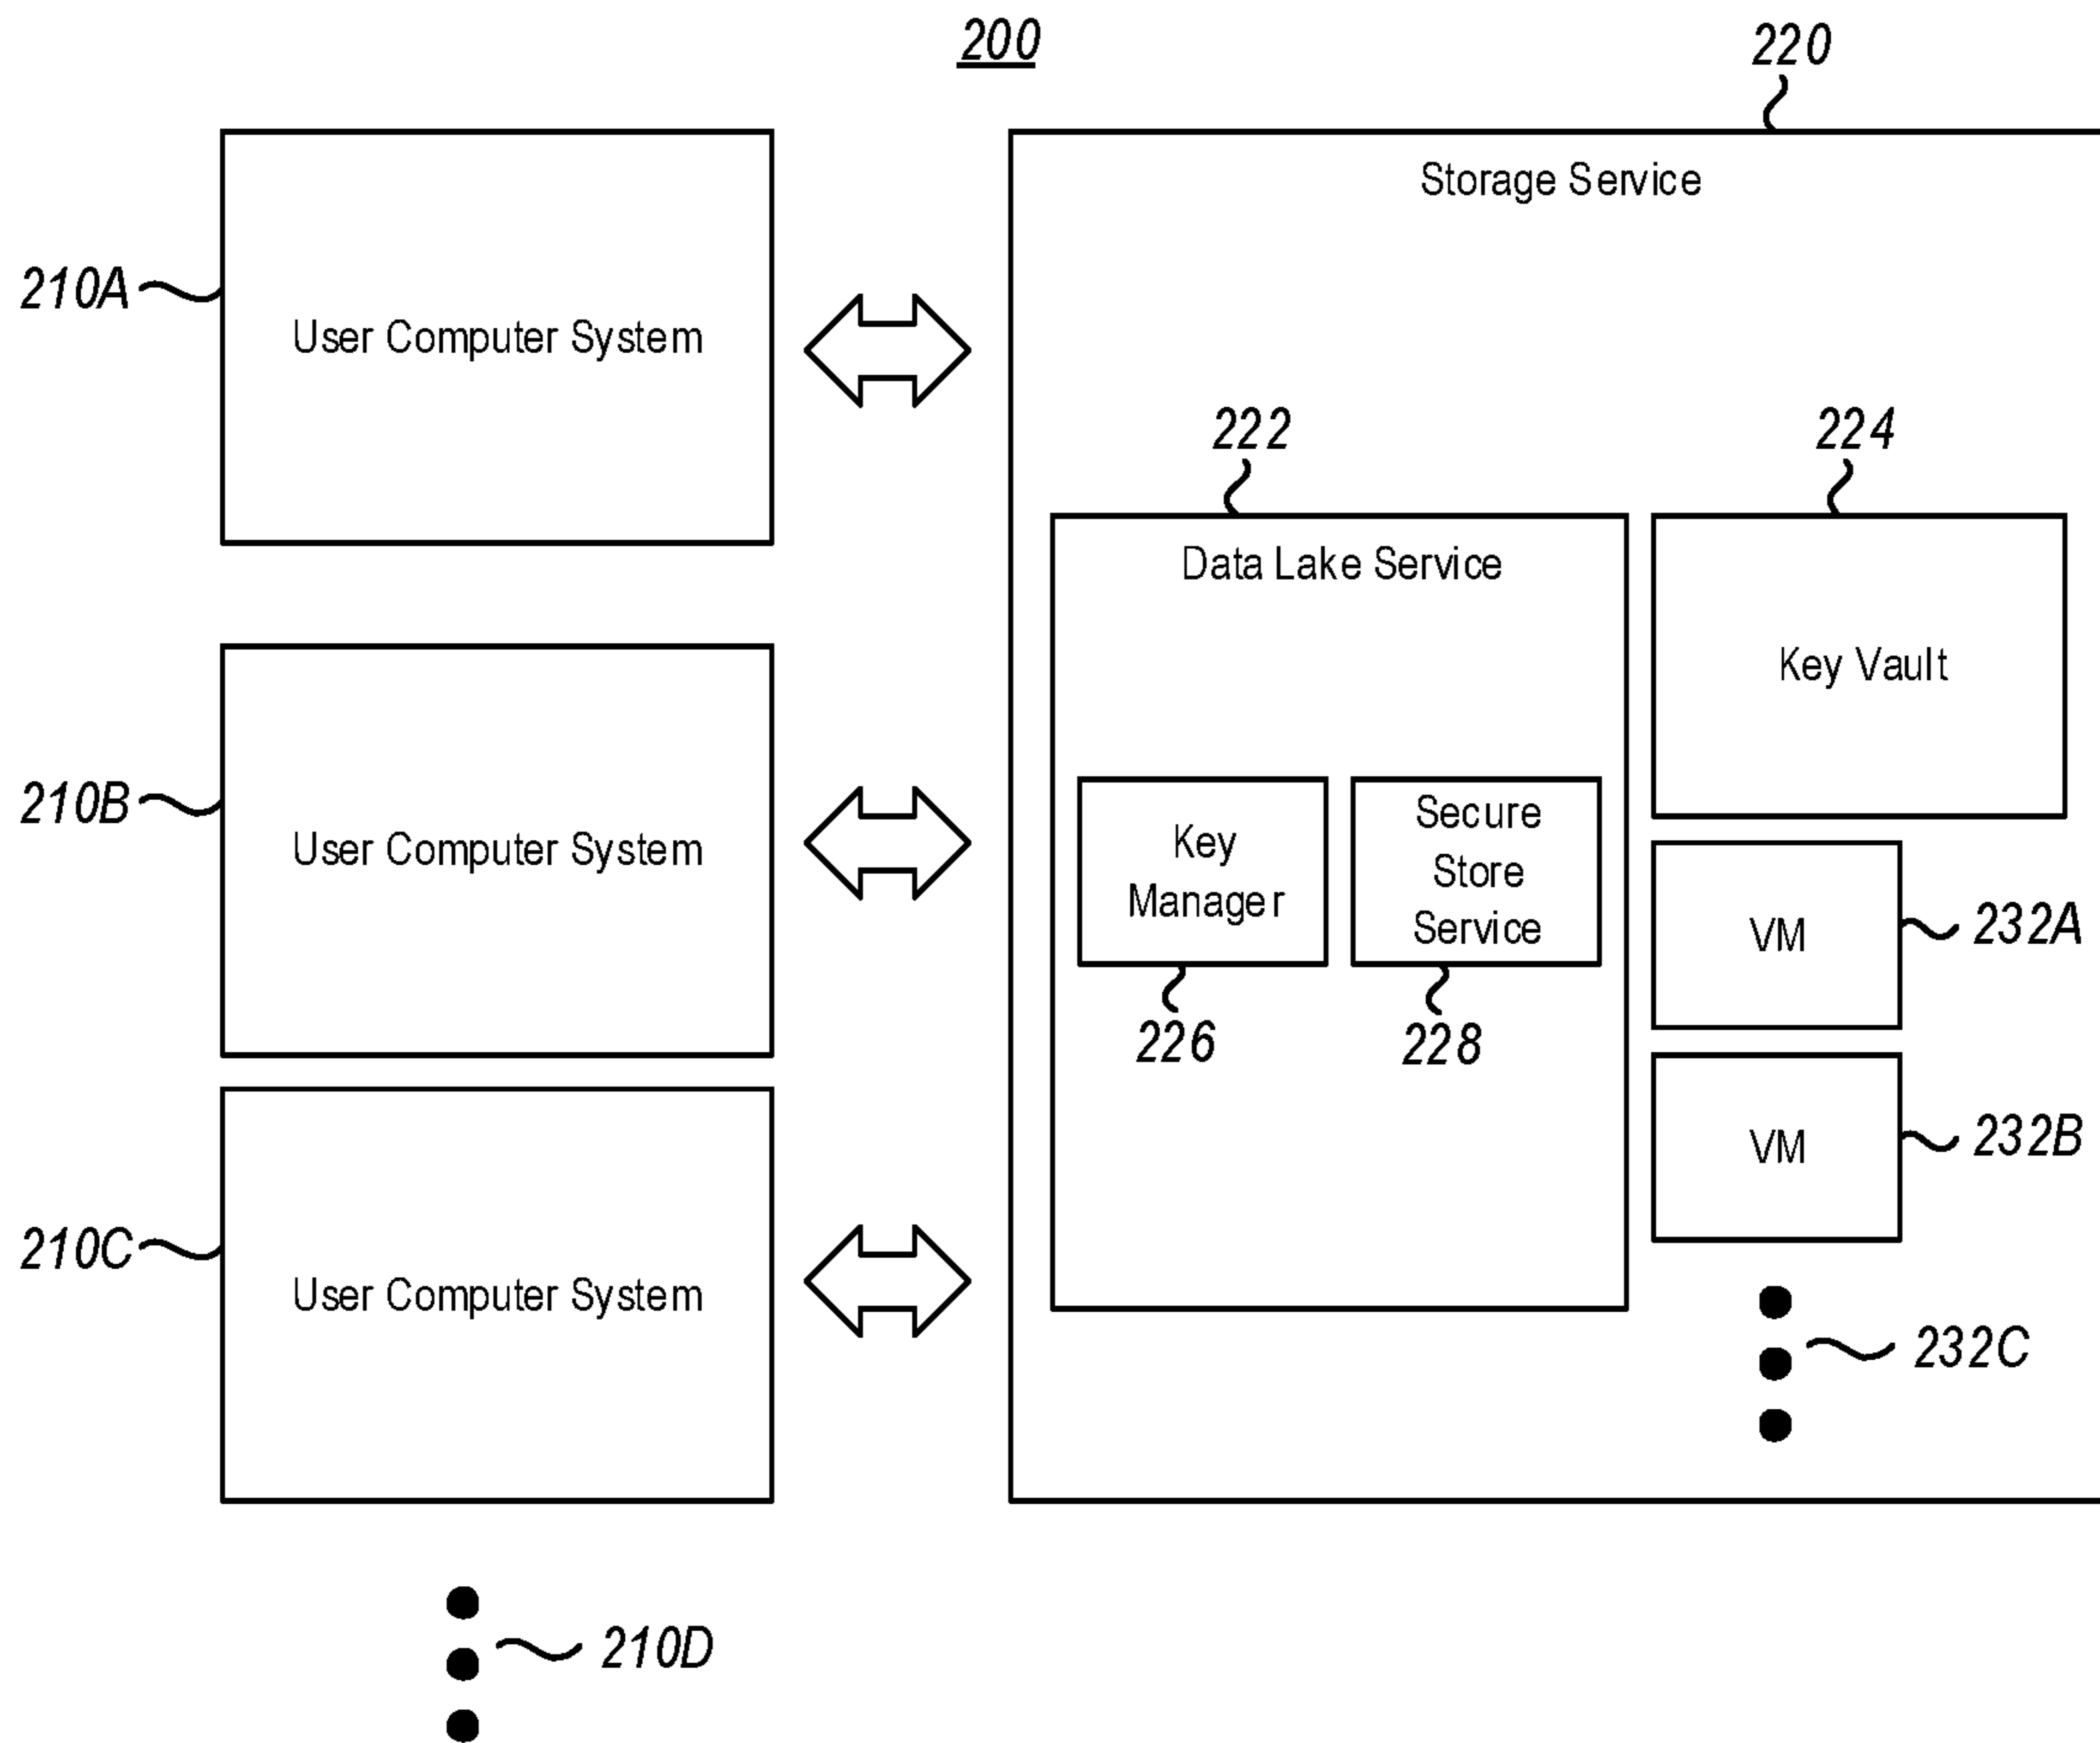 200
220
Storage Service
210A
User Computer System
222
224
Data Lake Service
Key Vault
210B
User Computer System
Key
Manager
Secure
Store
Service
VM
232A
226
228
VM
232B
210C
User Computer System
232C
210D